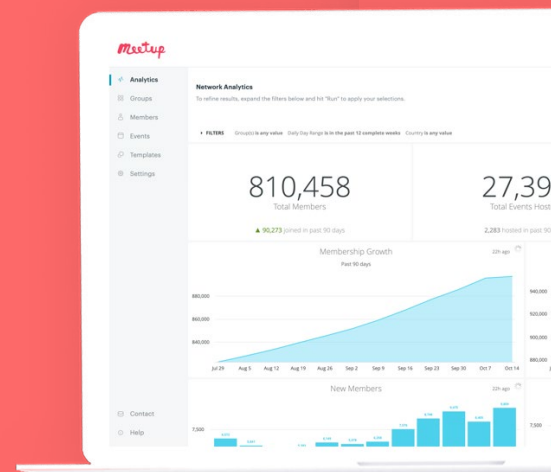 Meetup
Analytics
Groups
Members
Events
Templates
Settings
Contact
Help
Network Analytics
To refine results, expand the filters below and hit "Run" to apply your selections.
FILTERS Group(s) is any value Daily Day Range is in the past 12 complete weeks Country is any value
810,458
Total Members
90,273 joined in past 90 days
27,39
Total Events Host
2,283 hosted in past 90
Membership Growth
22h ago
Past 90 days
880,000
860,000
840,000
Jul 29 Aug 5 Aug 12 Aug 19 Aug 26 Sep 2 Sep 9 Sep 16 Sep 23 Sep 30 Oct 7 Oct 14
940,000
920,000
900,000
880,000
New Members
22h ago
7,500
7,500